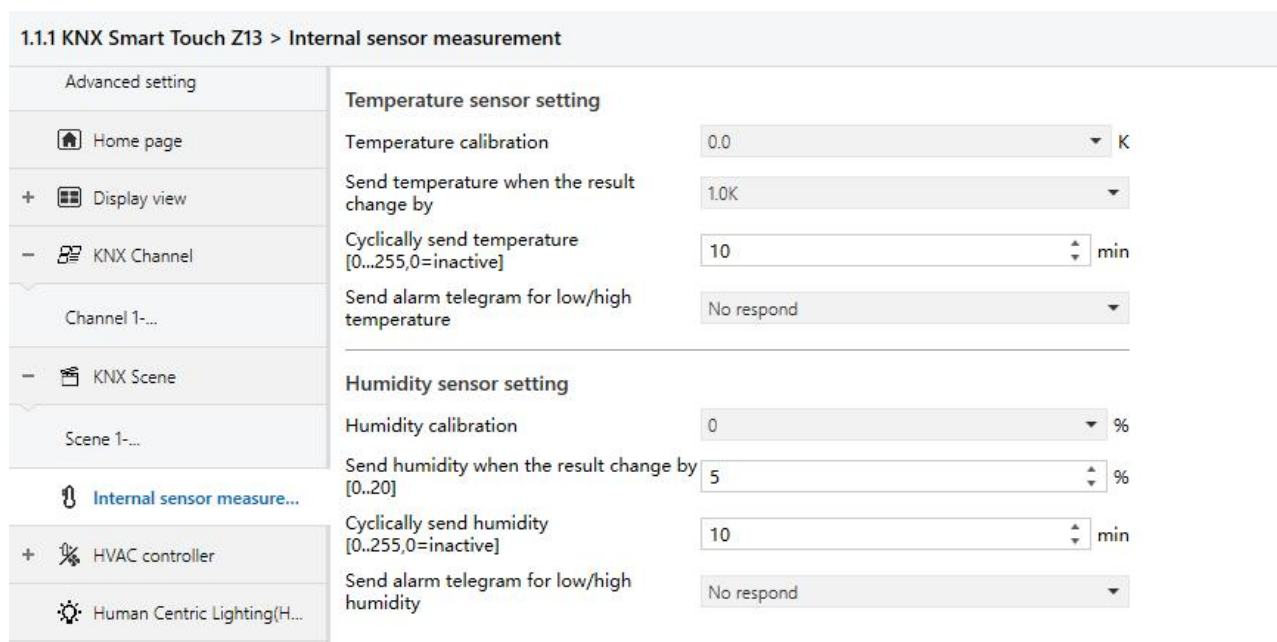 1.1.1 KNX Smart Touch Z13 > Internal sensor measurement
Advanced setting
Home page
+ Display view
– KNX Channel
Channel 1-...
– KNX Scene
Scene 1-...
Internal sensor measure...
+ HVAC controller
Human Centric Lighting(H...
Temperature sensor setting
Temperature calibration 0.0 K
Send temperature when the result
change by 1.0K
Cyclically send temperature
[0...255,0=inactive] 10 min
Send alarm telegram for low/high
temperature No respond
Humidity sensor setting
Humidity calibration 0 %
Send humidity when the result change by
[0..20] 5 %
Cyclically send humidity
[0..255,0=inactive] 10 min
Send alarm telegram for low/high
humidity No respond